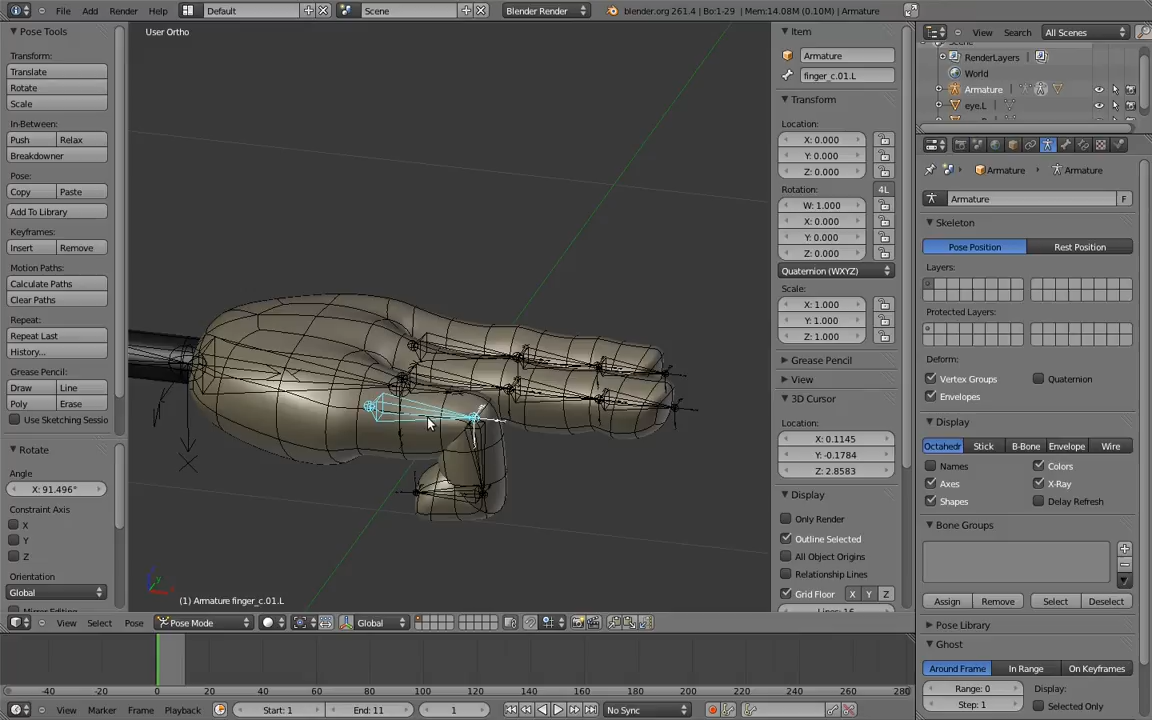 File Add Render Help Default Scene Blender Render blender.org 261.4 | Bo:1-29 | Mem:14.08M (0.10M) | Armature
Pose Tools
Transform:
Translate
Rotate
Scale
In-Between:
Push Relax
Breakdowner
Pose:
Copy Paste
Add To Library
Keyframes:
Insert Remove
Motion Paths:
Calculate Paths
Clear Paths
Repeat:
Repeat Last
History...
Grease Pencil:
Draw Line
Poly Erase
Use Sketching Sessio
Rotate
Angle
X: 91.496°
Constraint Axis
X
Y
Z
Orientation
Global
User Ortho
(1) Armature finger_c.01.L
View Select Pose Pose Mode Global
Item
Armature
finger_c.01.L
Transform
Location:
X: 0.000
Y: 0.000
Z: 0.000
Rotation:
4L
W: 1.000
X: 0.000
Y: 0.000
Z: 0.000
Quaternion (WXYZ)
Scale:
X: 1.000
Y: 1.000
Z: 1.000
Grease Pencil
View
3D Cursor
Location:
X: 0.1145
Y: -0.1784
Z: 2.8583
Display
Only Render
Outline Selected
All Object Origins
Relationship Lines
Grid Floor X Y Z
View Search All Scenes
RenderLayers
World
Armature
eye.L
Armature Armature
Armature F
Skeleton
Pose Position Rest Position
Layers:
Protected Layers:
Deform:
Vertex Groups Quaternion
Envelopes
Display
Octahedr Stick B-Bone Envelope Wire
Names Colors
Axes X-Ray
Shapes Delay Refresh
Bone Groups
Assign Remove Select Deselect
Pose Library
Ghost
Around Frame In Range On Keyframes
Range: 0 Display:
Step: 1 Selected Only
-40 -20 0 20 40 60 80 100 120 140 160 180 200 220 240 260 280
View Marker Frame Playback Start: 1 End: 11 1 No Sync